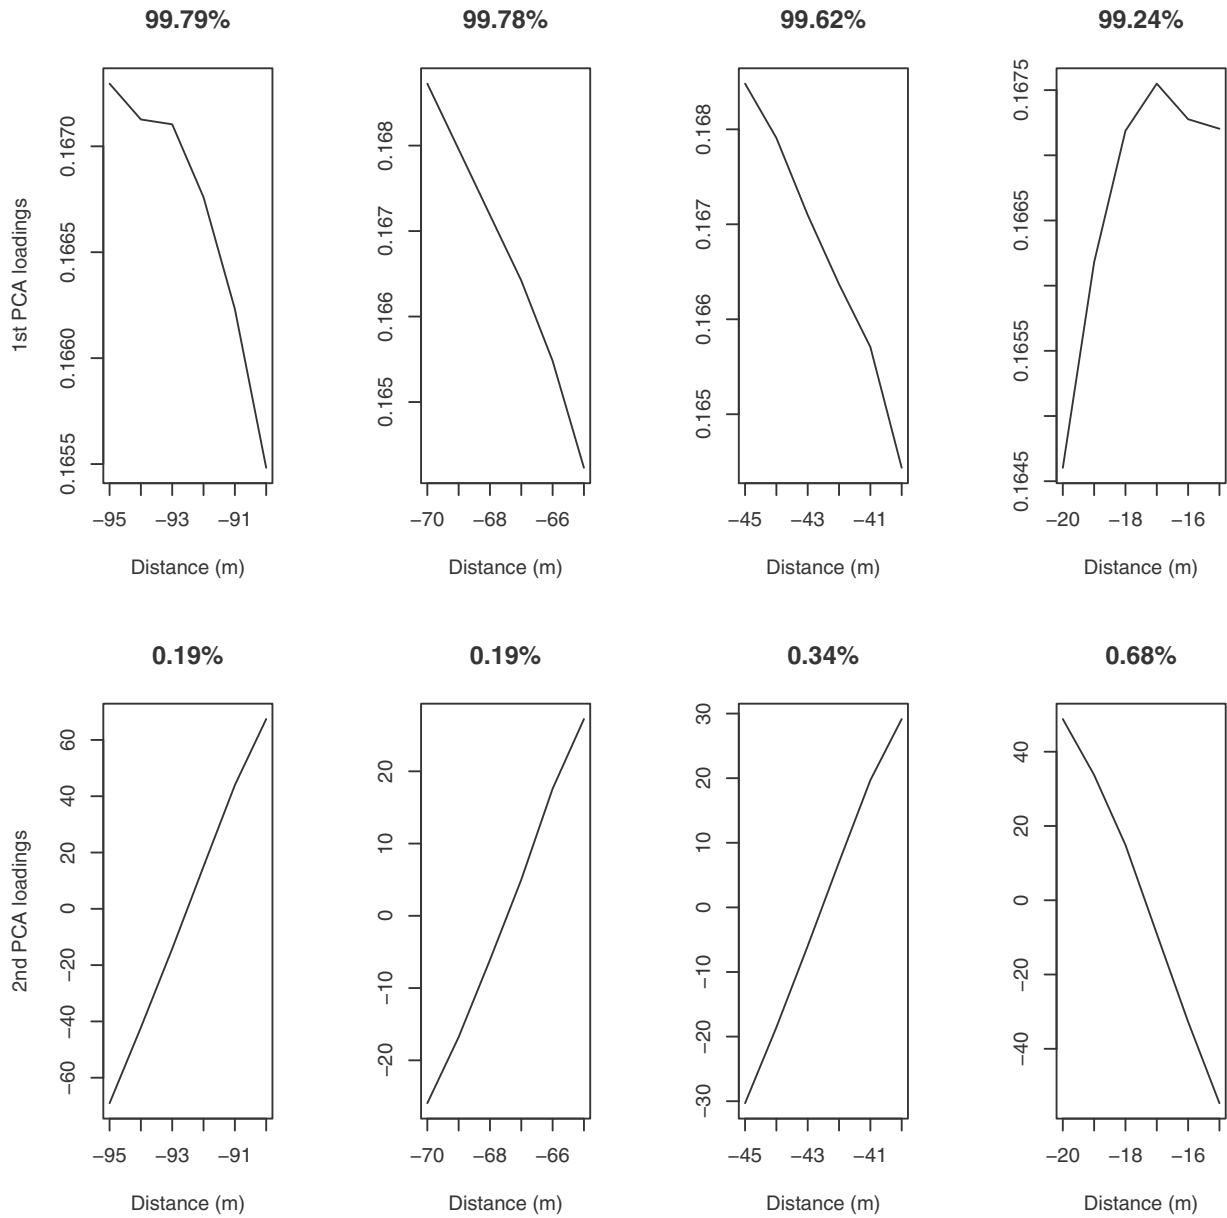 99.79%
99.78%
99.62%
99.24%
1st PCA loadings
0.1655 0.1660 0.1665 0.1670
0.165 0.166 0.167 0.168
0.165 0.166 0.167 0.168
0.1645 0.1655 0.1665 0.1675
−95 −93 −91
−70 −68 −66
−45 −43 −41
−20 −18 −16
Distance (m)
Distance (m)
Distance (m)
Distance (m)
0.19%
0.19%
0.34%
0.68%
2nd PCA loadings
−60 −40 −20 0 20 40 60
−20 −10 0 10 20
−30 −20 −10 0 10 20 30
−40 −20 0 20 40
−95 −93 −91
−70 −68 −66
−45 −43 −41
−20 −18 −16
Distance (m)
Distance (m)
Distance (m)
Distance (m)